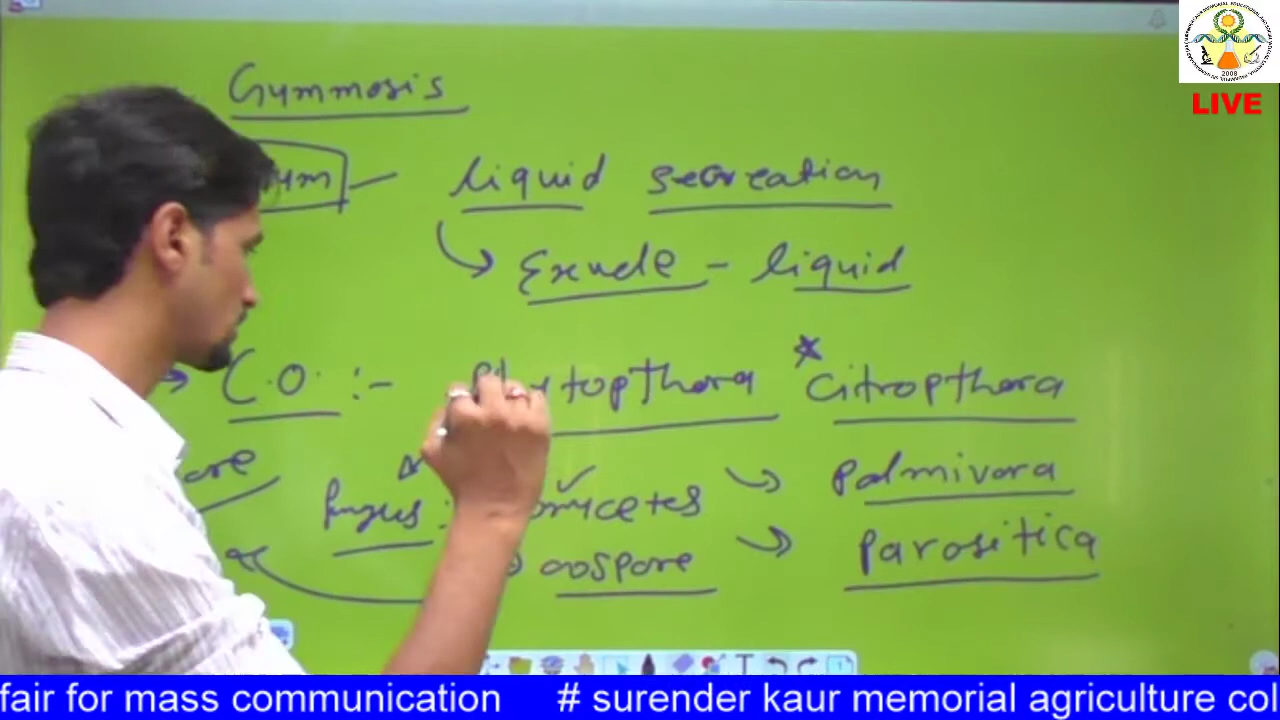 LIVE
Gymmosis
liquid secreation
Exude - liquid
C.O. :- citropthora
palmivora
fungus :
oospore parositica
fair for mass communication # surender kaur memorial agriculture col